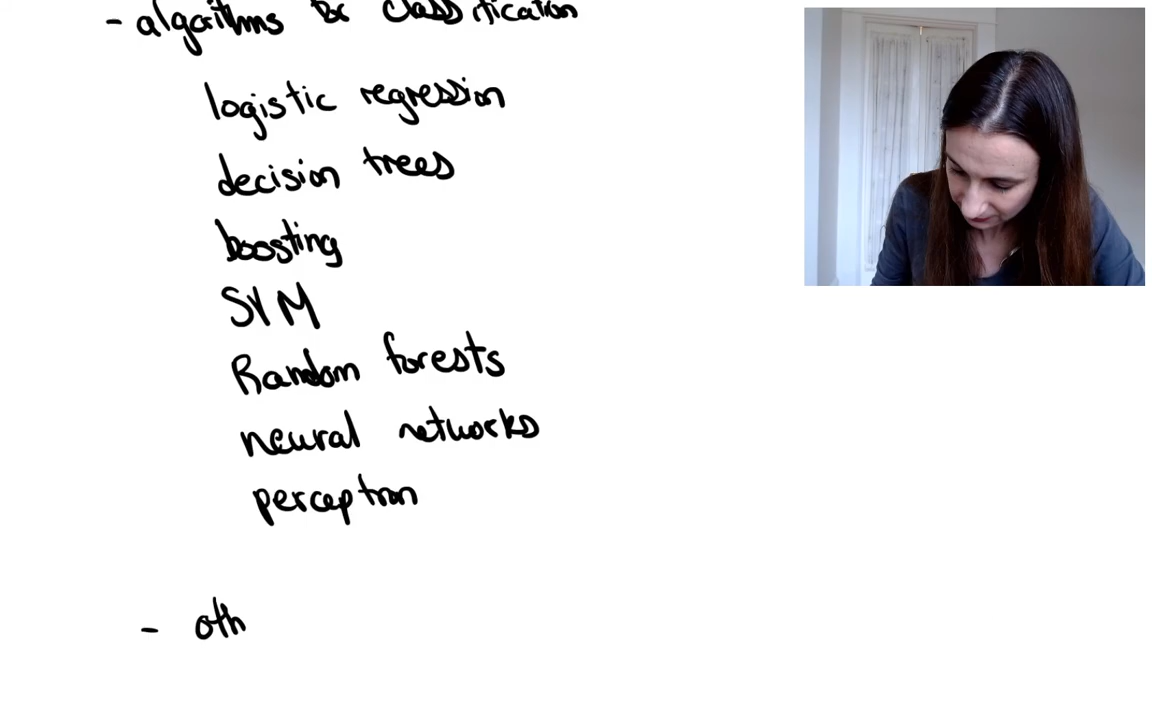 - algorithms for classification
logistic regression
decision trees
boosting
SVM
Random forests
neural networks
perceptron
- oth